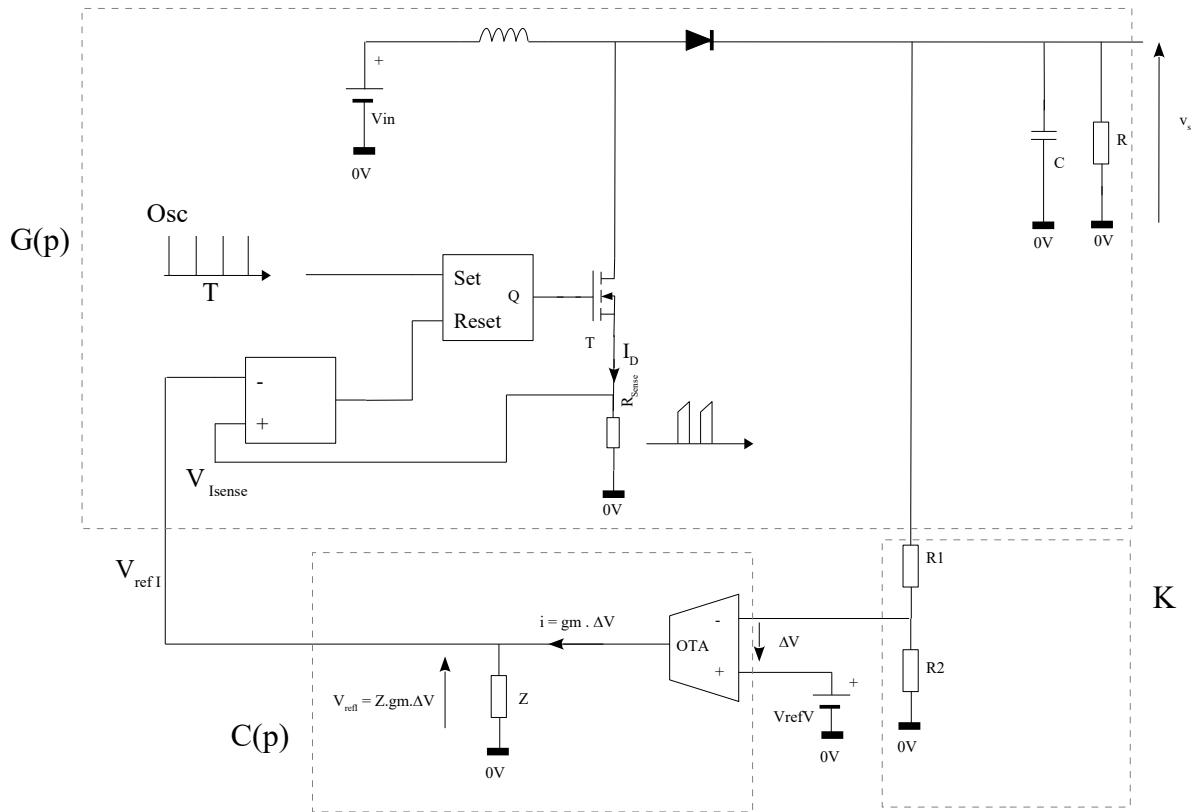 +
Vin
0V
v_s
C
R
0V
0V
G(p)
Osc
T
Set
Q
Reset
T
I_D
R_Sense
-
+
V_Isense
0V
V_ref I
R1
K
i = gm . ΔV
OTA
-
ΔV
+
R2
+
V_refI = Z.gm.ΔV
Z
VrefV
C(p)
0V
0V
0V